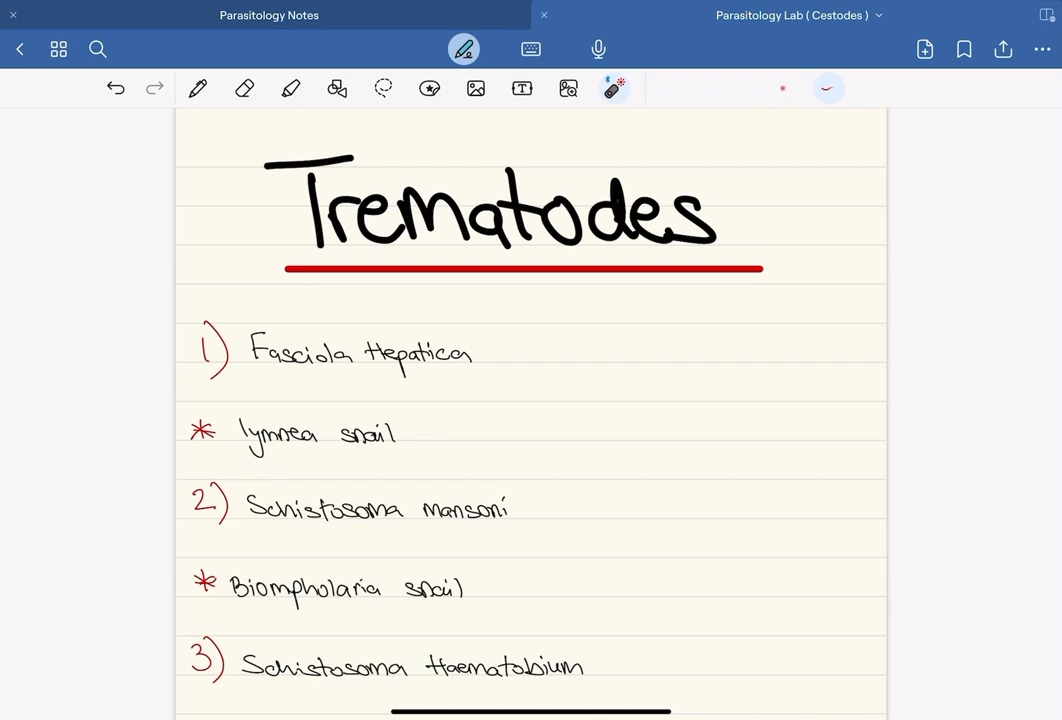 Parasitology Notes
Parasitology Lab ( Cestodes )
Trematodes
1) Fasciola Hepatica
* lymnea snail
2) Schistosoma mansoni
* Biompholaria snail
3) Schistosoma Haematobium